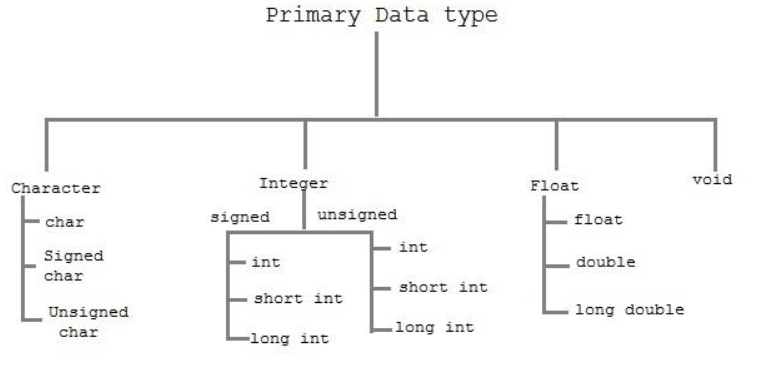 Primary Data type
Character
char
Signed
char
Unsigned
char
Integer
signed
int
short int
long int
unsigned
int
short int
long int
Float
float
double
long double
void